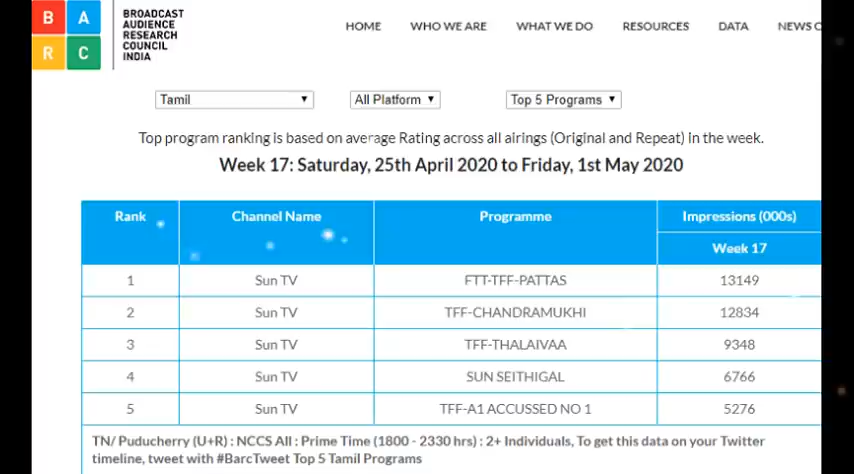 B A R C
BROADCAST
AUDIENCE
RESEARCH
COUNCIL
INDIA
HOME WHO WE ARE WHAT WE DO RESOURCES DATA NEWS
Tamil All Platform Top 5 Programs
Top program ranking is based on average Rating across all airings (Original and Repeat) in the week.
Week 17: Saturday, 25th April 2020 to Friday, 1st May 2020
Rank Channel Name Programme Impressions (000s)
Week 17
1 Sun TV FTT-TFF-PATTAS 13149
2 Sun TV TFF-CHANDRAMUKHI 12834
3 Sun TV TFF-THALAIVAA 9348
4 Sun TV SUN SEITHIGAL 6766
5 Sun TV TFF-A1 ACCUSSED NO 1 5276
TN/ Puducherry (U+R) : NCCS All : Prime Time (1800 - 2330 hrs) : 2+ Individuals, To get this data on your Twitter
timeline, tweet with #BarcTweet Top 5 Tamil Programs